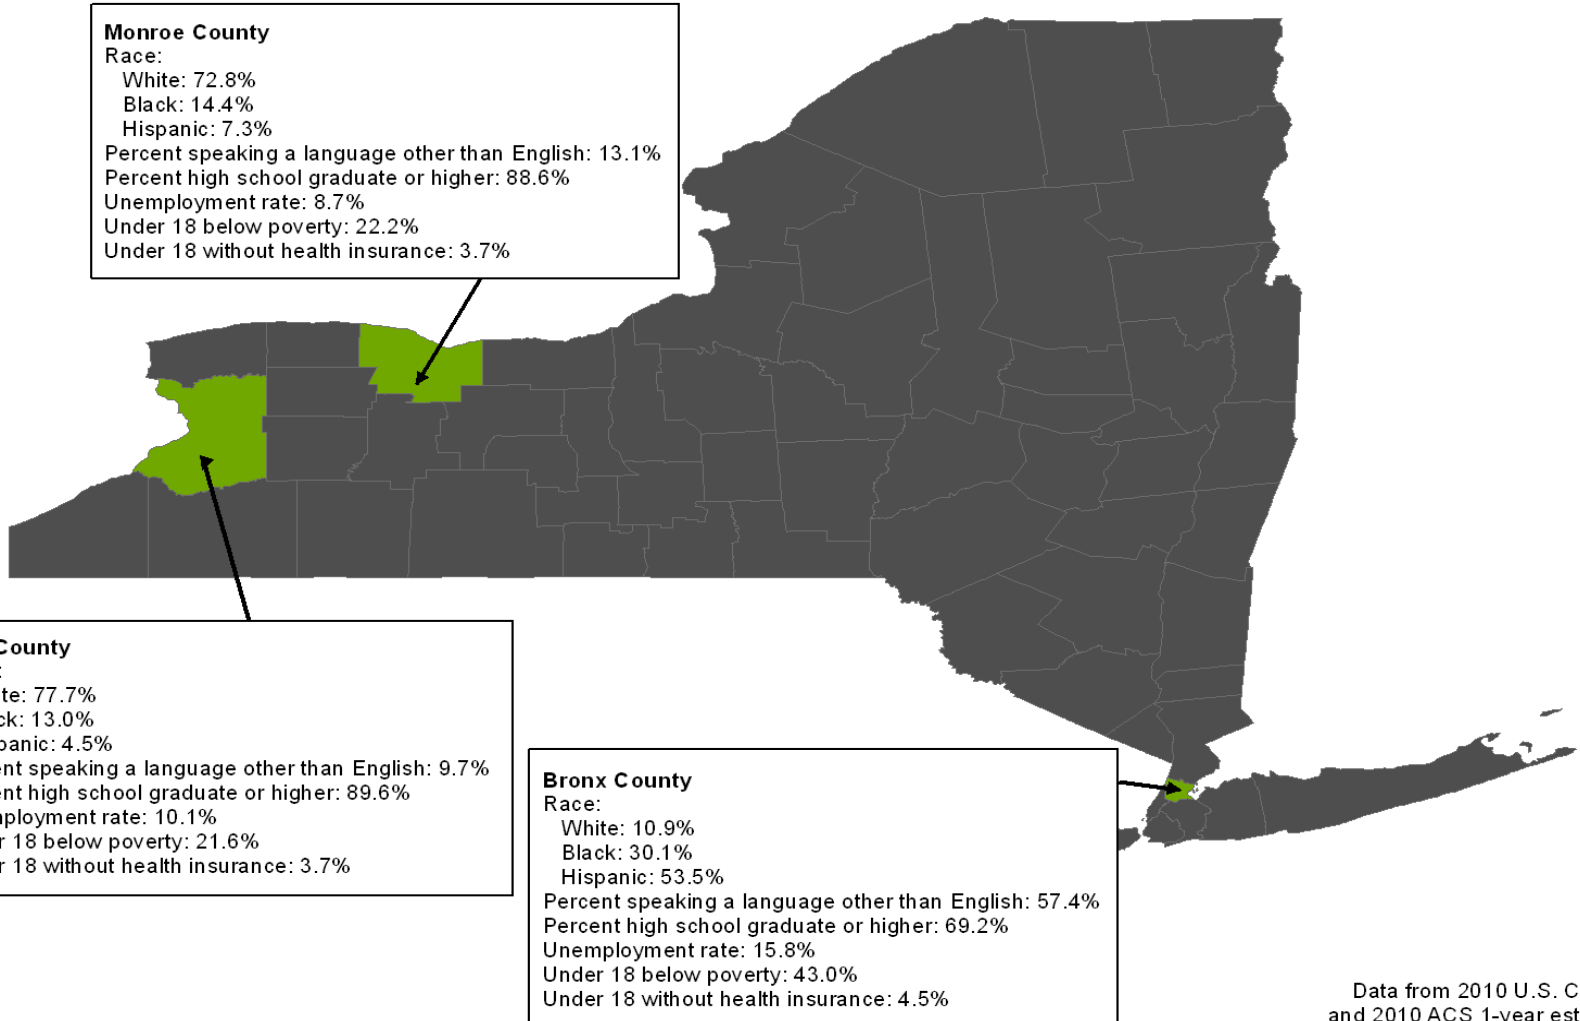 Monroe County
Race:
White: 72.8%
Black: 14.4%
Hispanic: 7.3%
Percent speaking a language other than English: 13.1%
Percent high school graduate or higher: 88.6%
Unemployment rate: 8.7%
Under 18 below poverty: 22.2%
Under 18 without health insurance: 3.7%
County
:
te: 77.7%
ck: 13.0%
panic: 4.5%
ent speaking a language other than English: 9.7%
ent high school graduate or higher: 89.6%
nployment rate: 10.1%
r 18 below poverty: 21.6%
r 18 without health insurance: 3.7%
Bronx County
Race:
White: 10.9%
Black: 30.1%
Hispanic: 53.5%
Percent speaking a language other than English: 57.4%
Percent high school graduate or higher: 69.2%
Unemployment rate: 15.8%
Under 18 below poverty: 43.0%
Under 18 without health insurance: 4.5%
Data from 2010 U.S. C
and 2010 ACS 1-year est